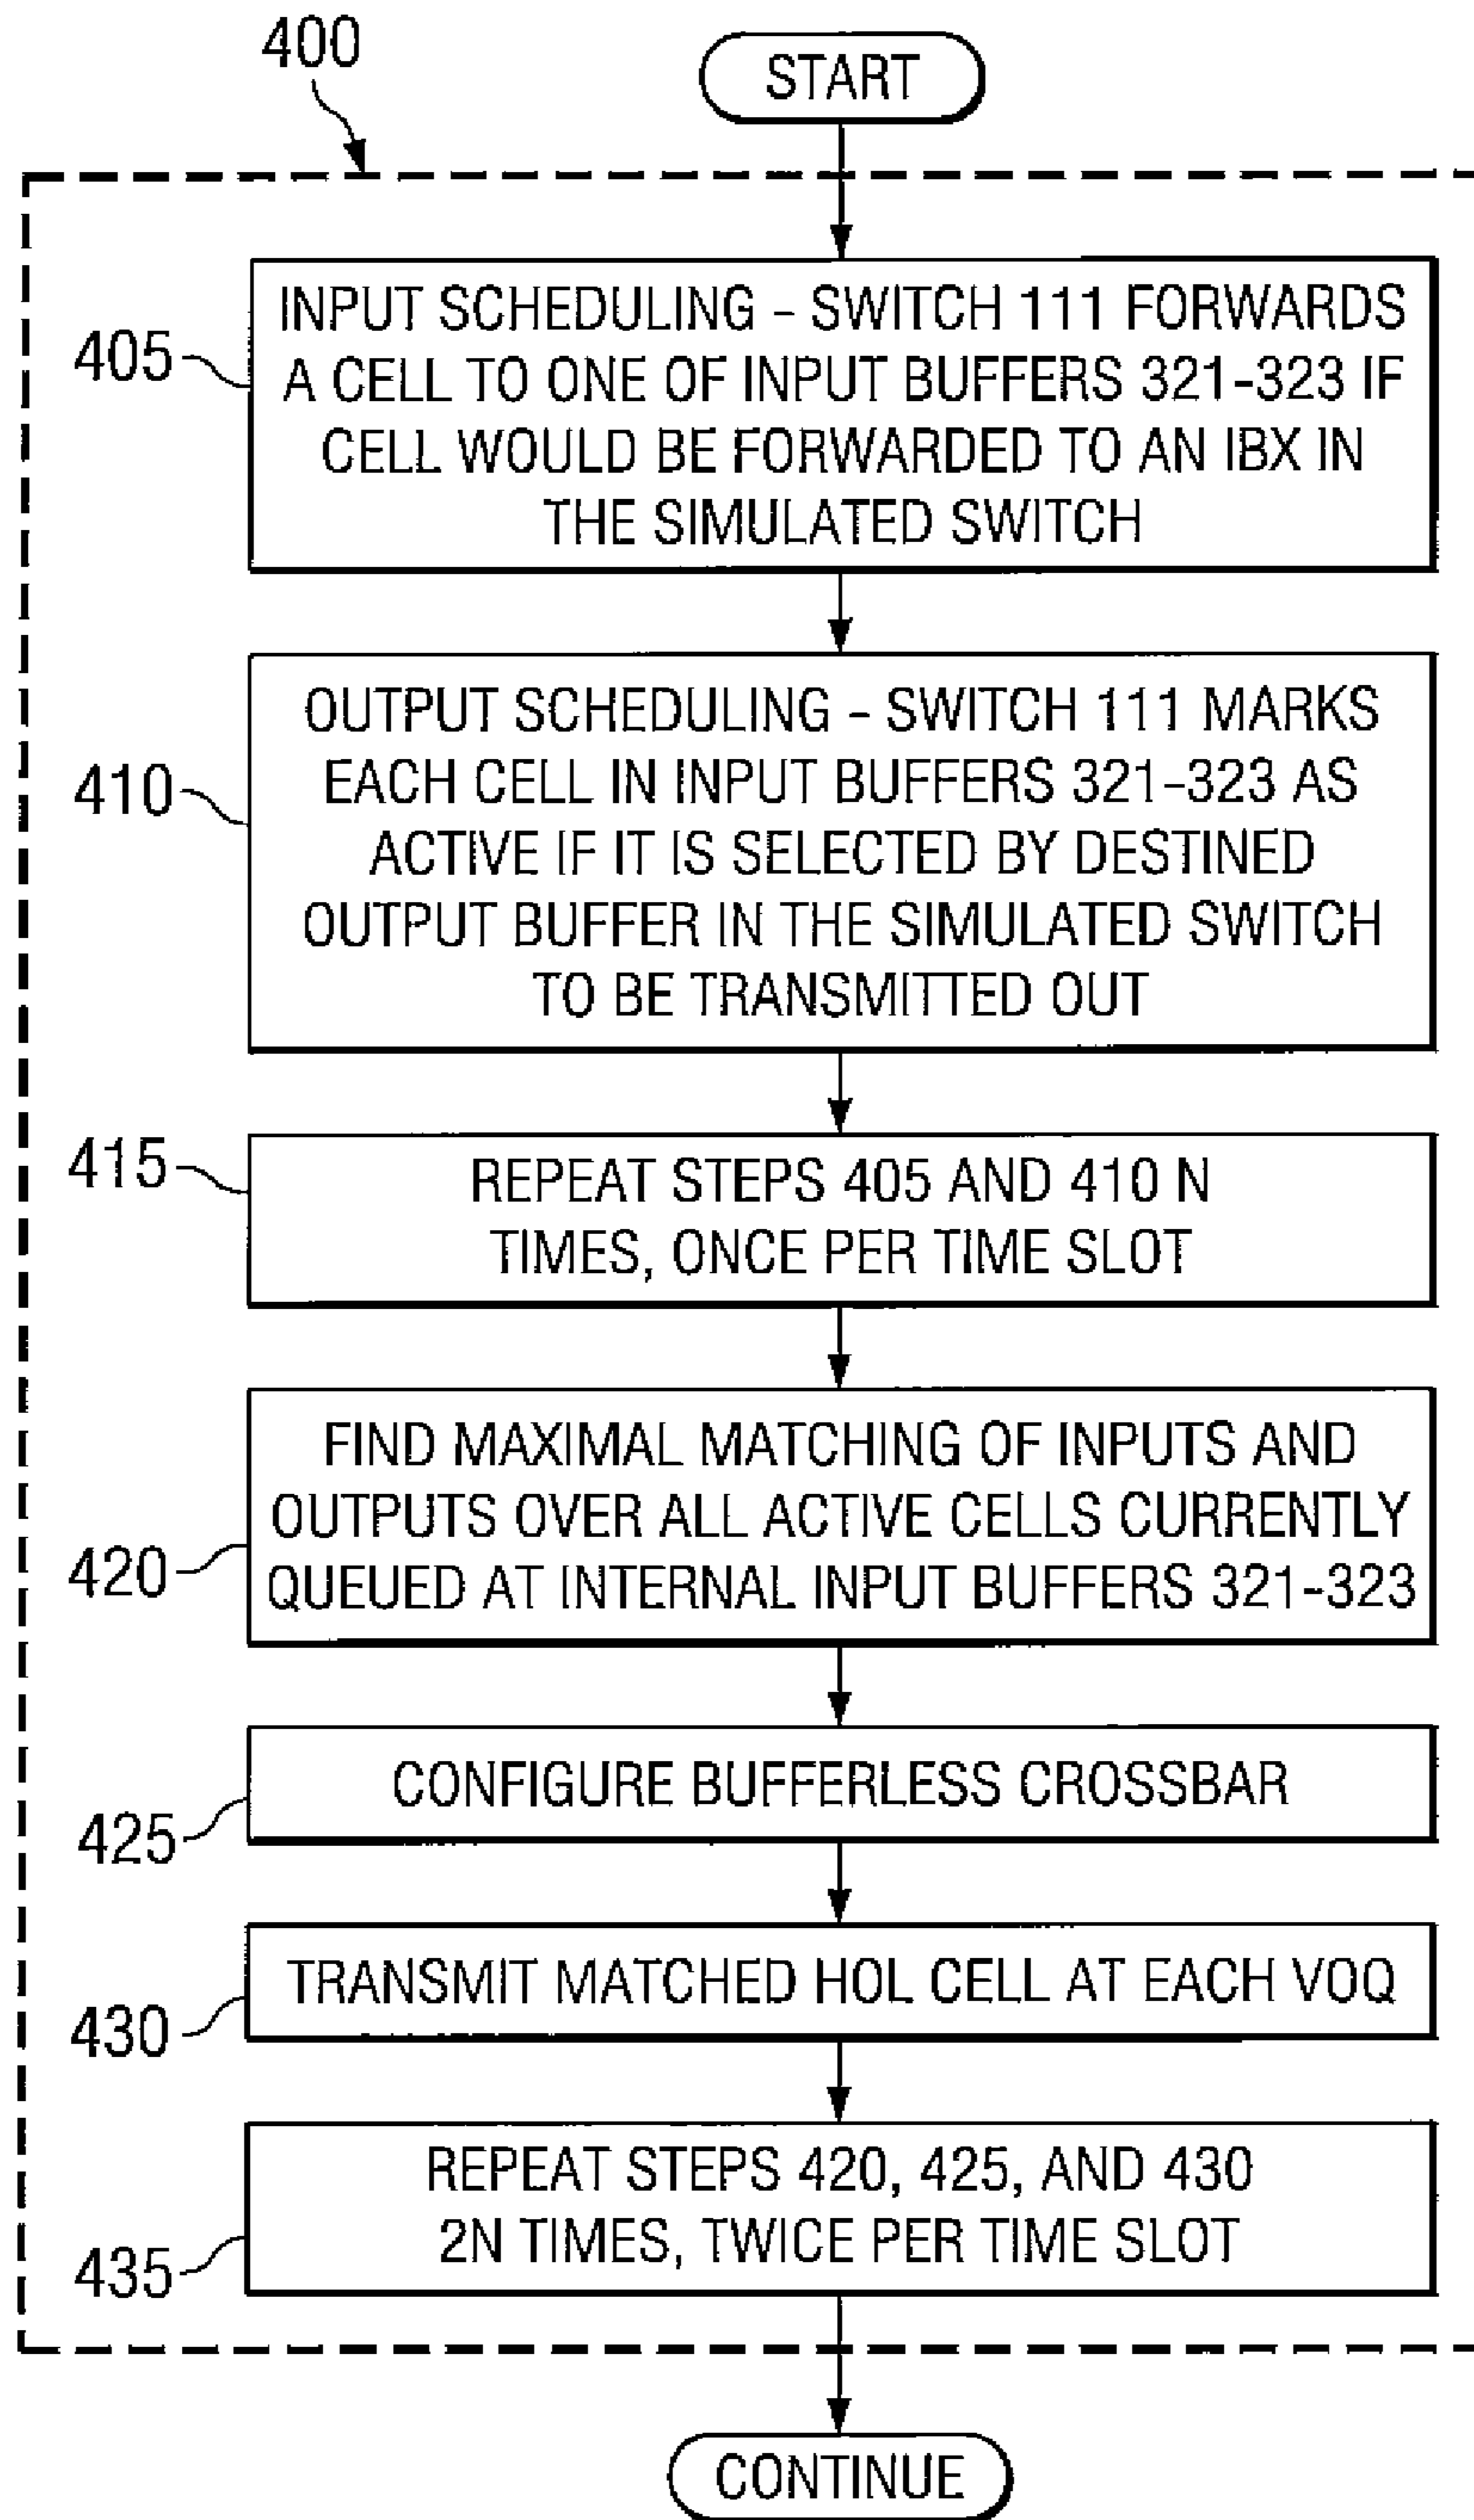 400
START
405
INPUT SCHEDULING - SWITCH 111 FORWARDS
A CELL TO ONE OF INPUT BUFFERS 321-323 IF
CELL WOULD BE FORWARDED TO AN IBX IN
THE SIMULATED SWITCH
410
OUTPUT SCHEDULING - SWITCH 111 MARKS
EACH CELL IN INPUT BUFFERS 321-323 AS
ACTIVE IF IT IS SELECTED BY DESTINED
OUTPUT BUFFER IN THE SIMULATED SWITCH
TO BE TRANSMITTED OUT
415
REPEAT STEPS 405 AND 410 N
TIMES, ONCE PER TIME SLOT
420
FIND MAXIMAL MATCHING OF INPUTS AND
OUTPUTS OVER ALL ACTIVE CELLS CURRENTLY
QUEUED AT INTERNAL INPUT BUFFERS 321-323
425
CONFIGURE BUFFERLESS CROSSBAR
430
TRANSMIT MATCHED HOL CELL AT EACH VOQ
435
REPEAT STEPS 420, 425, AND 430
2N TIMES, TWICE PER TIME SLOT
CONTINUE